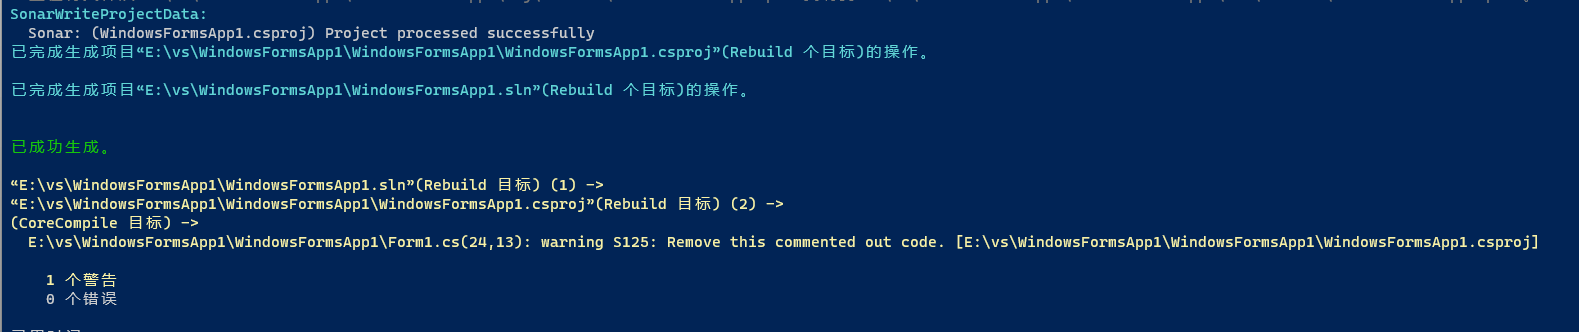 SonarWriteProjectData:
  Sonar: (WindowsFormsApp1.csproj) Project processed successfully
已完成生成项目“E:\vs\WindowsFormsApp1\WindowsFormsApp1\WindowsFormsApp1.csproj”(Rebuild 个目标)的操作。
已完成生成项目“E:\vs\WindowsFormsApp1\WindowsFormsApp1.sln”(Rebuild 个目标)的操作。
已成功生成。
“E:\vs\WindowsFormsApp1\WindowsFormsApp1.sln”(Rebuild 目标) (1) ->
“E:\vs\WindowsFormsApp1\WindowsFormsApp1\WindowsFormsApp1.csproj”(Rebuild 目标) (2) ->
(CoreCompile 目标) ->
  E:\vs\WindowsFormsApp1\WindowsFormsApp1\Form1.cs(24,13): warning S125: Remove this commented out code. [E:\vs\WindowsFormsApp1\WindowsFormsApp1\WindowsFormsApp1.csproj]
    1 个警告
    0 个错误